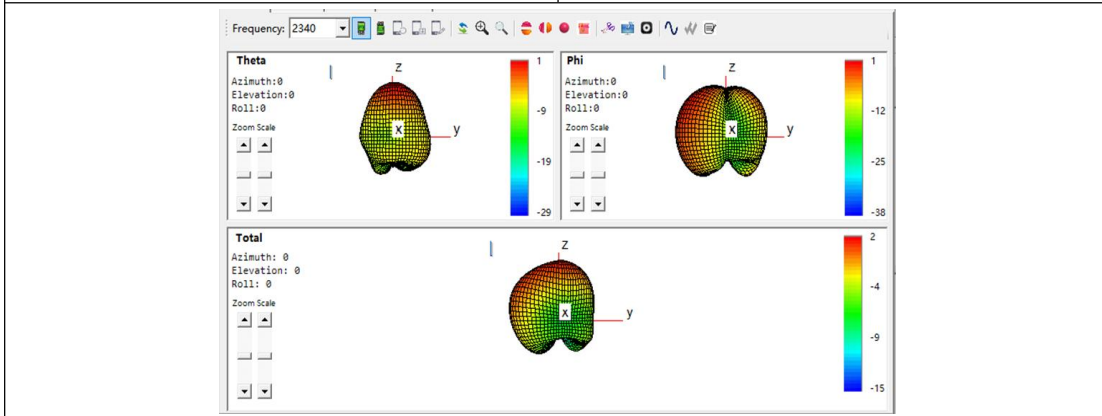 Frequency: 2340
Theta
Azimuth:0
Elevation:0
Roll:0
Zoom Scale
z
x
y
1
-9
-19
-29
Phi
Azimuth:0
Elevation:0
Roll:0
Zoom Scale
z
x
y
1
-12
-25
-38
Total
Azimuth: 0
Elevation: 0
Roll: 0
Zoom Scale
z
x
y
2
-4
-9
-15